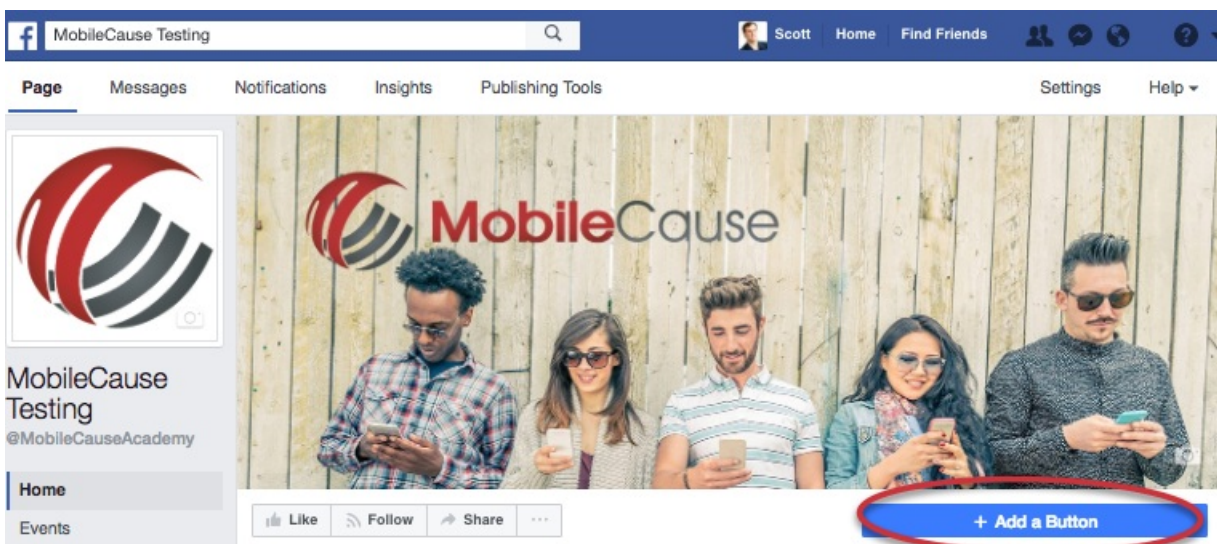 f MobileCause Testing Scott Home Find Friends ?
Page Messages Notifications Insights Publishing Tools Settings Help
MobileCause
MobileCause
Testing
@MobileCauseAcademy
Home
Events
Like Follow Share ...
+ Add a Button